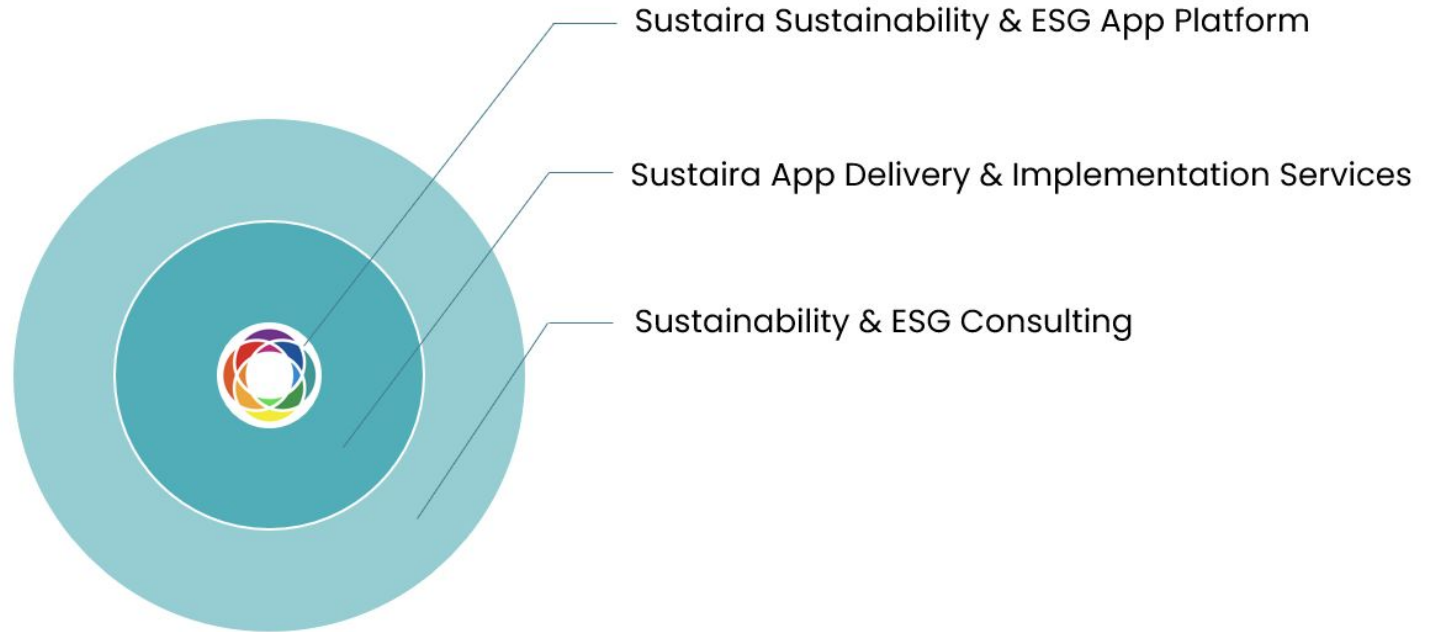 Sustaira Sustainability & ESG App Platform
Sustaira App Delivery & Implementation Services
Sustainability & ESG Consulting